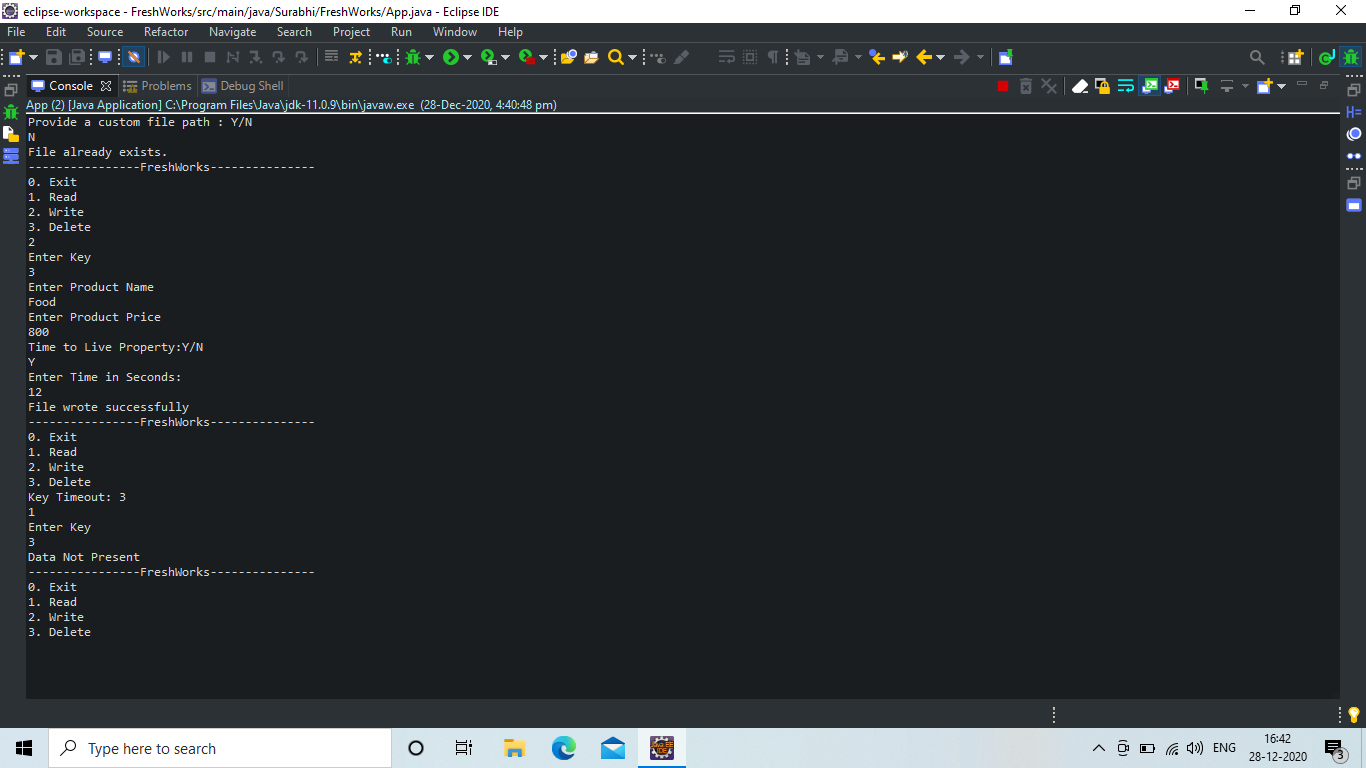 eclipse-workspace - FreshWorks/src/main/java/Surabhi/FreshWorks/App.java - Eclipse IDE
File Edit Source Refactor Navigate Search Project Run Window Help
Console Problems Debug Shell
App (2) [Java Application] C:\Program Files\Java\jdk-11.0.9\bin\javaw.exe (28-Dec-2020, 4:40:48 pm)
Provide a custom file path : Y/N
N
File already exists.
----------------FreshWorks---------------
0. Exit
1. Read
2. Write
3. Delete
2
Enter Key
3
Enter Product Name
Food
Enter Product Price
800
Time to Live Property:Y/N
Y
Enter Time in Seconds:
12
File wrote successfully
----------------FreshWorks---------------
0. Exit
1. Read
2. Write
3. Delete
Key Timeout: 3
1
Enter Key
3
Data Not Present
----------------FreshWorks---------------
0. Exit
1. Read
2. Write
3. Delete
Type here to search
ENG
16:42
28-12-2020
3